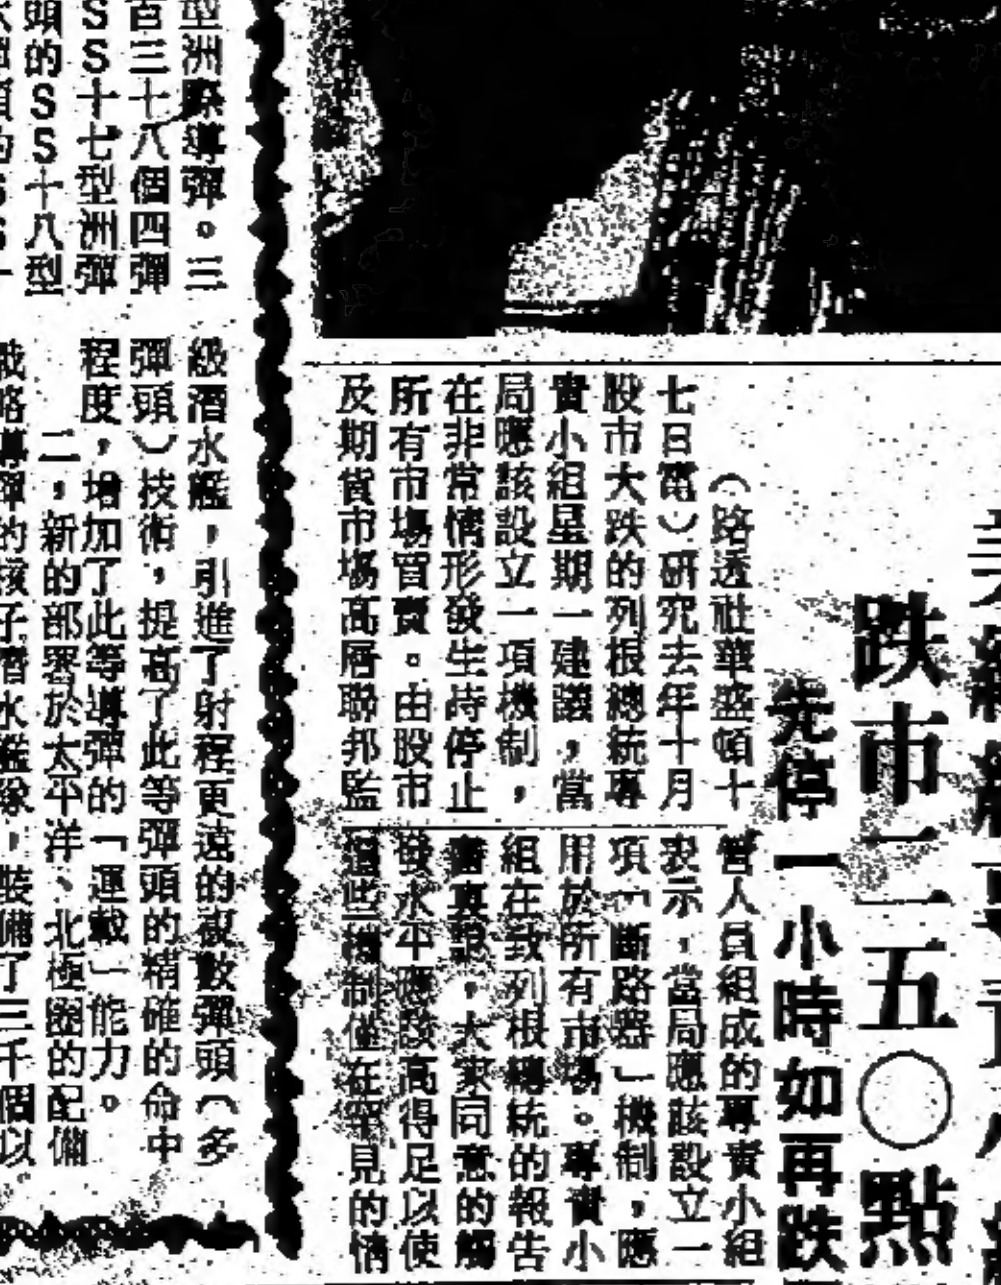 跌市二五〇點
先停一小時如再跌
（路透社華盛頓十
七日電）研究去年十月
股市大跌的列根總統專
責小組星期一建議，當
局應該設立一項機制，
在非常情形發生時停止
所有市場買賣。由股市
及期貨市場高層聯邦監
管人員組成的專責小組
表示，當局應該設立一
項「斷路器」機制，應
用於所有市場。專責小
組在致列根總統的報告
書裏說，大家同意的觸
發水平應該高得足以使
這些機制僅在罕見的情
型洲際導彈。三
百三十八個四彈
SS十七型洲彈
頭的SS十八型
級潛水艦，引進了射程更遠的複數彈頭（多
彈頭）技術，提高了此等彈頭的精確的命中
程度，增加了此等導彈的「運載」能力。
二，新的部署於太平洋、北極圈的配備
戰略導彈的核子潛水艦隊，裝備了三千個以